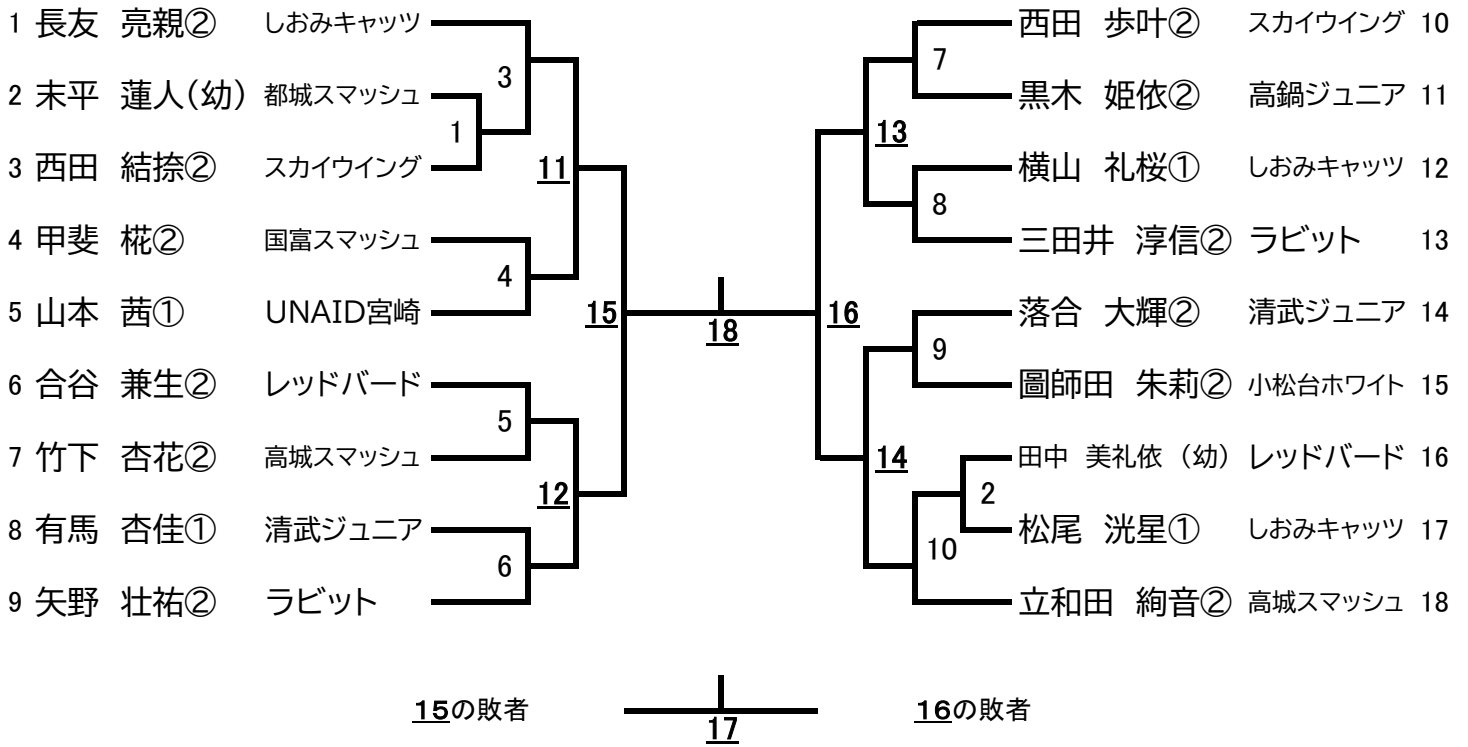 1 長友 亮親② しおみキャッツ
2 末平 蓮人(幼) 都城スマッシュ
3 西田 結捺② スカイウイング
4 甲斐 椛② 国富スマッシュ
5 山本 茜① UNAID宮崎
6 合谷 兼生② レッドバード
7 竹下 杏花② 高城スマッシュ
8 有馬 杏佳① 清武ジュニア
9 矢野 壮祐② ラビット
3
1
11
4
15
5
12
6
18
7
13
8
16
9
14
2
10
西田 歩叶② スカイウイング 10
黒木 姫依② 高鍋ジュニア 11
横山 礼桜① しおみキャッツ 12
三田井 淳信② ラビット 13
落合 大輝② 清武ジュニア 14
圖師田 朱莉② 小松台ホワイト 15
田中 美礼依 (幼) レッドバード 16
松尾 洸星① しおみキャッツ 17
立和田 絢音② 高城スマッシュ 18
15の敗者
17
16の敗者